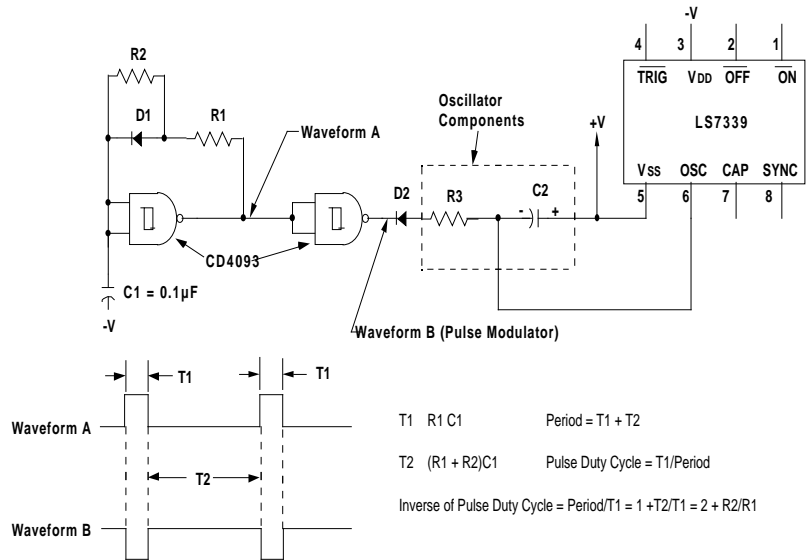 -V
4 3 2 1
TRIG VDD OFF ON
LS7339
VSS OSC CAP SYNC
5 6 7 8
R2
D1 R1
Waveform A
Oscillator
Components
+V
D2
R3 C2
- +
CD4093
C1 = 0.1µF
-V
Waveform B (Pulse Modulator)
T1 T1
Waveform A
T2
Waveform B
T1 R1 C1 Period = T1 + T2
T2 (R1 + R2)C1 Pulse Duty Cycle = T1/Period
Inverse of Pulse Duty Cycle = Period/T1 = 1 +T2/T1 = 2 + R2/R1